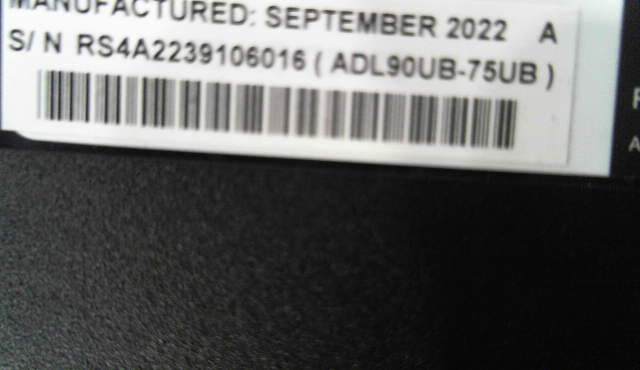 MANUFACTURED: SEPTEMBER 2022 A
S/ N RS4A2239106016 ( ADL90UB-75UB )